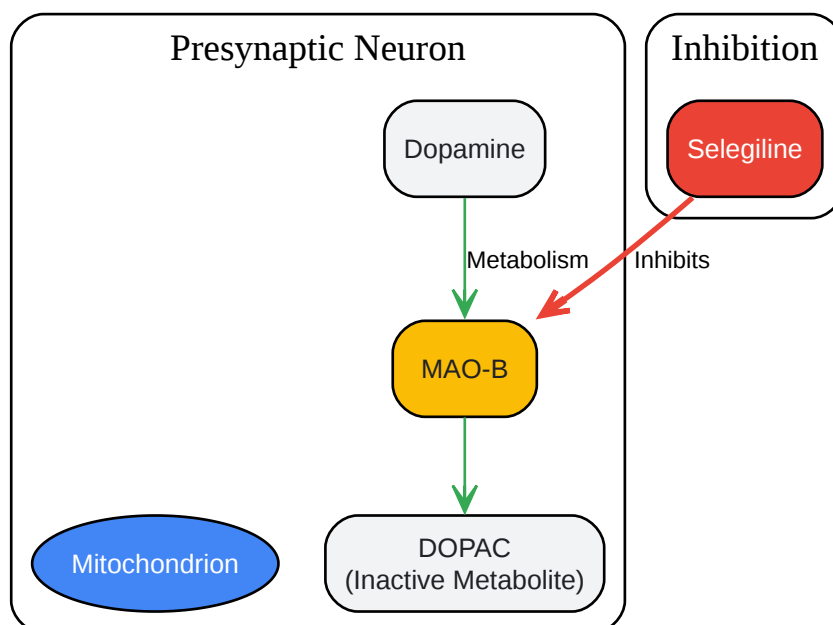 Presynaptic Neuron
Inhibition
Dopamine
Selegiline
Metabolism
Inhibits
MAO-B
Mitochondrion
DOPAC
(Inactive Metabolite)